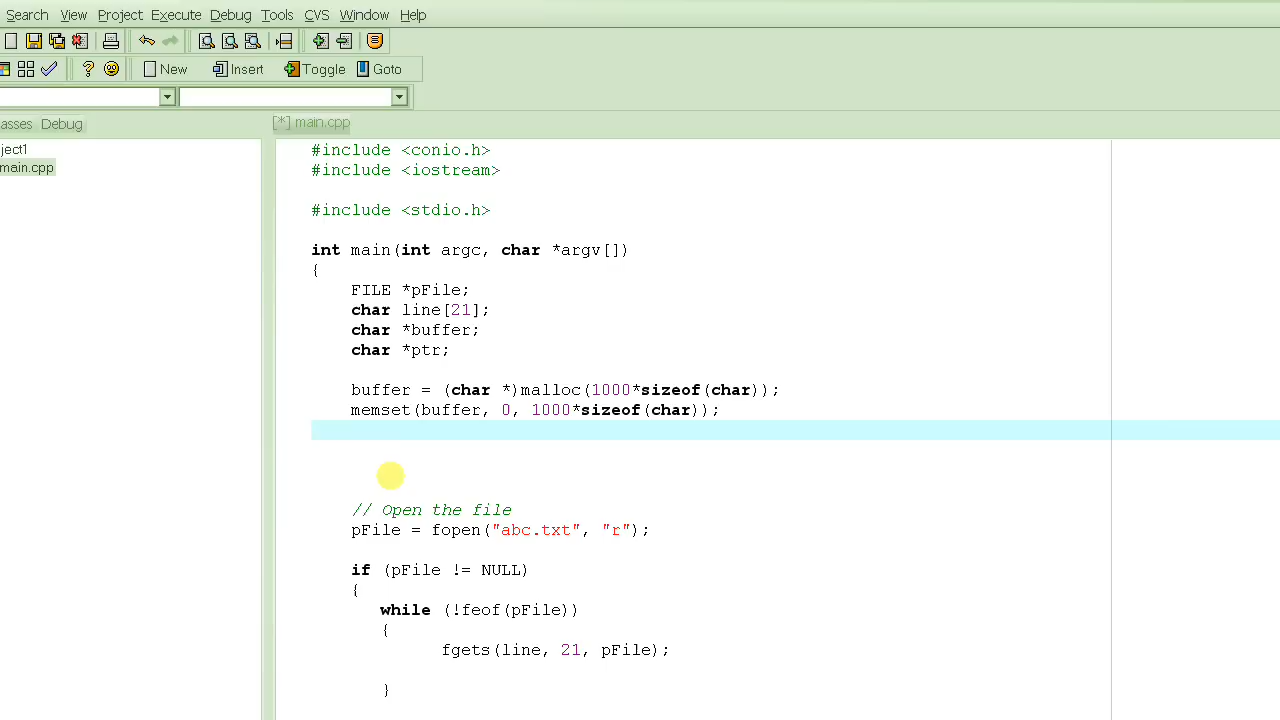 Search View Project Execute Debug Tools CVS Window Help
New Insert Toggle Goto
asses Debug
[*] main.cpp
ject1
main.cpp
#include <conio.h>
#include <iostream>
#include <stdio.h>
int main(int argc, char *argv[])
{
FILE *pFile;
char line[21];
char *buffer;
char *ptr;
buffer = (char *)malloc(1000*sizeof(char));
memset(buffer, 0, 1000*sizeof(char));
// Open the file
pFile = fopen("abc.txt", "r");
if (pFile != NULL)
{
while (!feof(pFile))
{
fgets(line, 21, pFile);
}